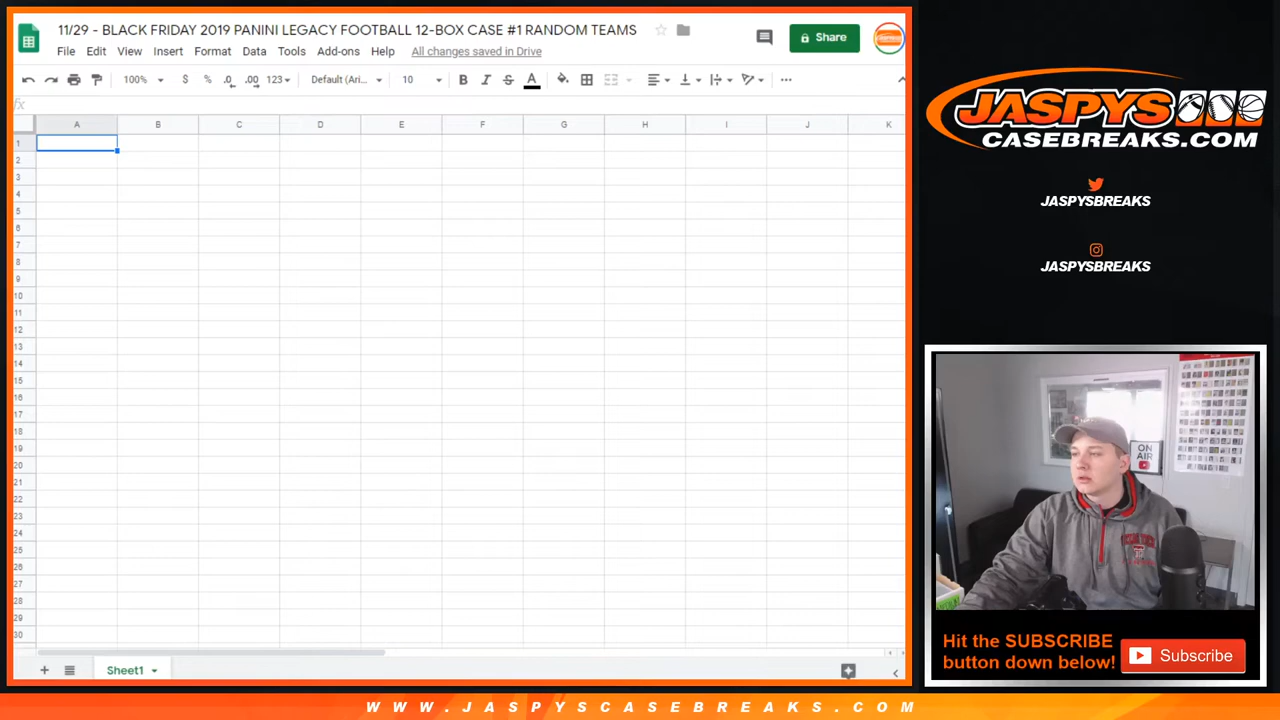 11/29 - BLACK FRIDAY 2019 PANINI LEGACY FOOTBALL 12-BOX CASE #1 RANDOM TEAMS
File Edit View Insert Format Data Tools Add-ons Help All changes saved in Drive
Share
100% $ % .0 .00 123 Default (Ari... 10 B I S A
fx
A B C D E F G H I J K
1
2
3
4
5
6
7
8
9
10
11
12
13
14
15
16
17
18
19
20
21
22
23
24
25
26
27
28
29
30
Sheet1
JASPYS
CASEBREAKS.COM
JASPYSBREAKS
JASPYSBREAKS
ON
AIR
Hit the SUBSCRIBE
button down below!
Subscribe
WWW.JASPYSCASEBREAKS.COM